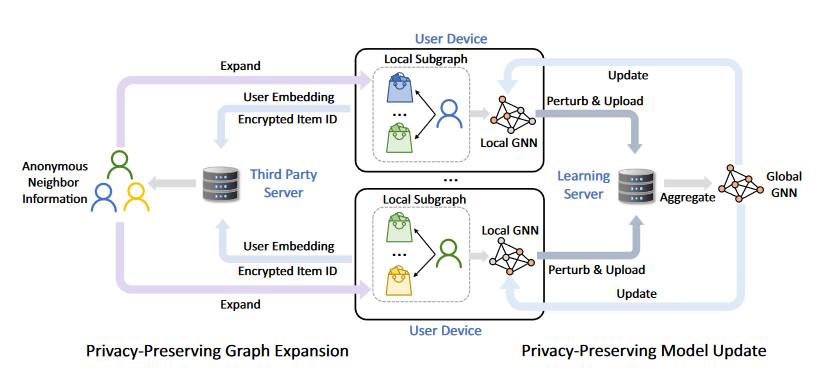 User Device
Expand
Local Subgraph
Update
User Embedding
Encrypted Item ID
...
Perturb & Upload
Local GNN
Anonymous
Neighbor
Information
Third Party
Server
...
Learning
Server
Aggregate
Global
GNN
Local Subgraph
User Embedding
Encrypted Item ID
...
Local GNN
Perturb & Upload
Expand
Update
User Device
Privacy-Preserving Graph Expansion
Privacy-Preserving Model Update